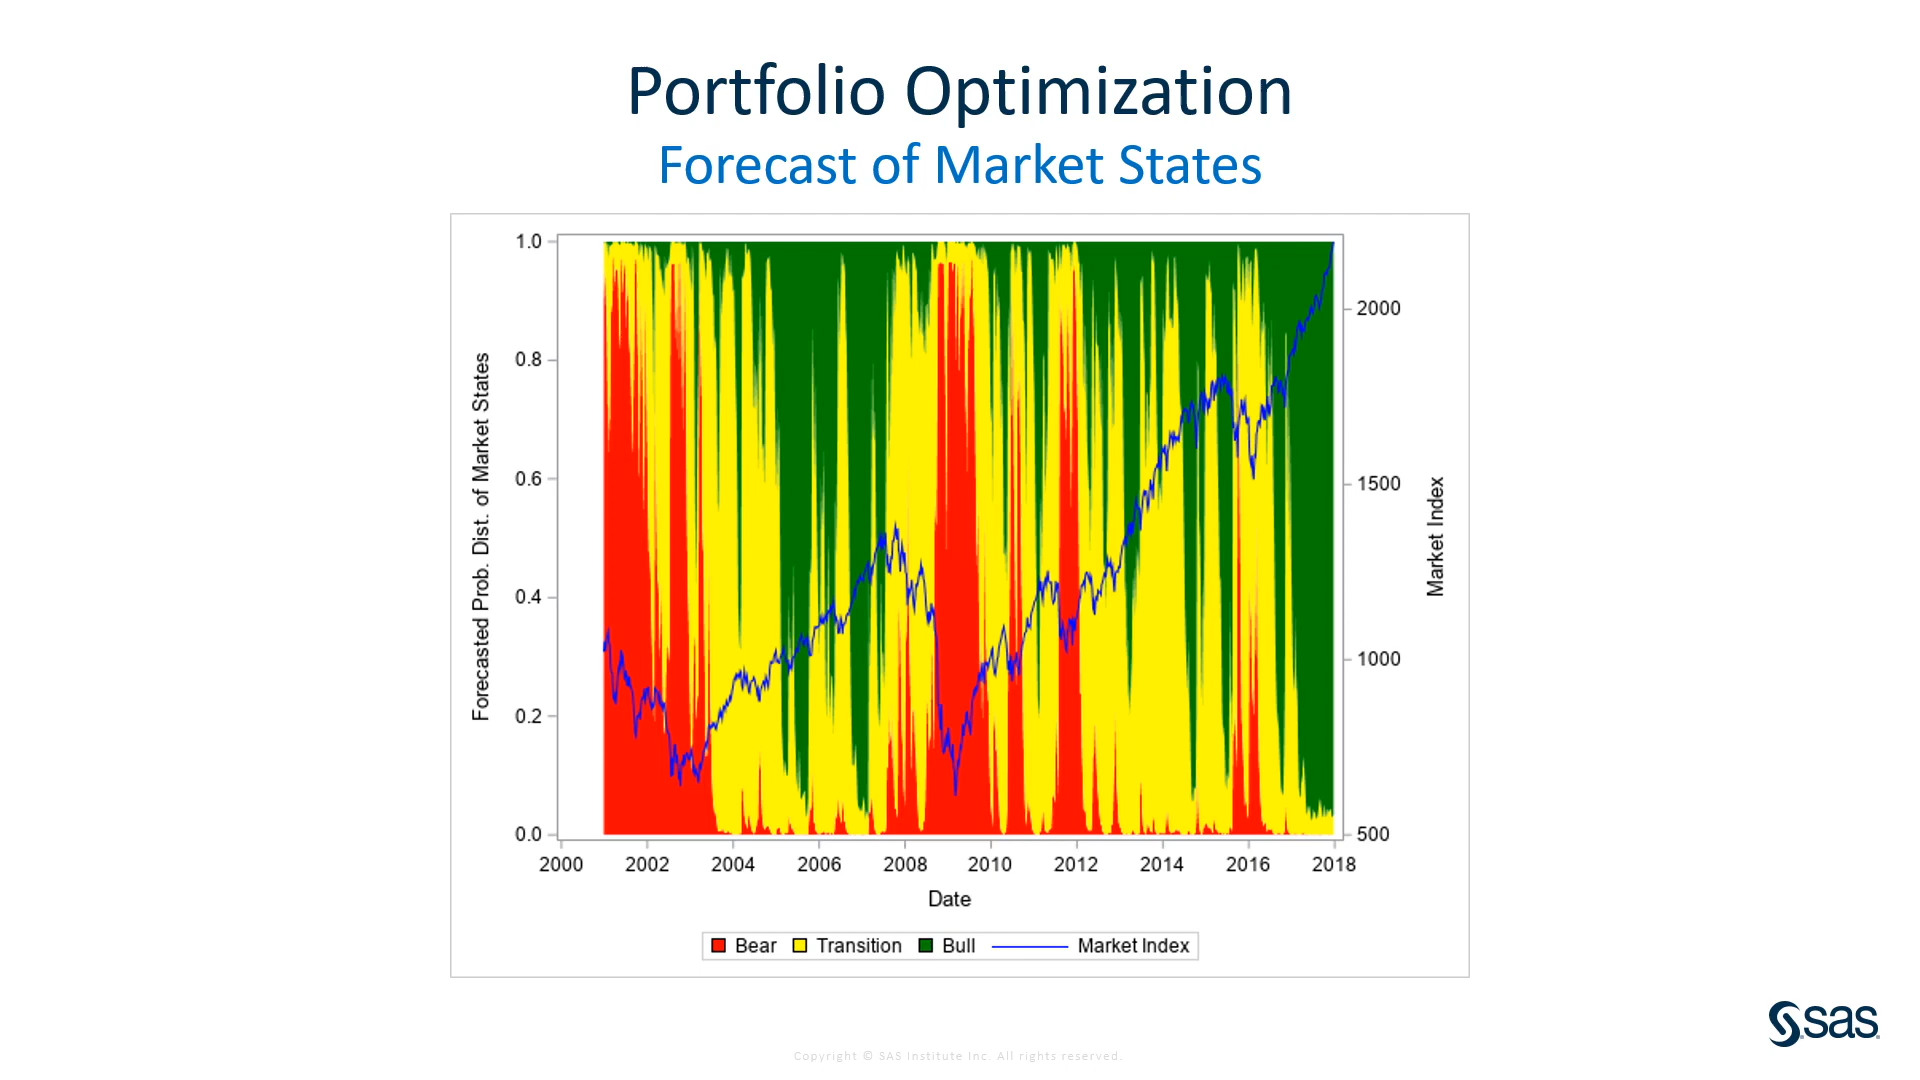 Portfolio Optimization
Forecast of Market States
Forecasted Prob. Dist. of Market States
1.0
0.8
0.6
0.4
0.2
0.0
2000
1500
1000
500
Market Index
2000 2002 2004 2006 2008 2010 2012 2014 2016 2018
Date
Bear Transition Bull Market Index
sas
Copyright © SAS Institute Inc. All rights reserved.